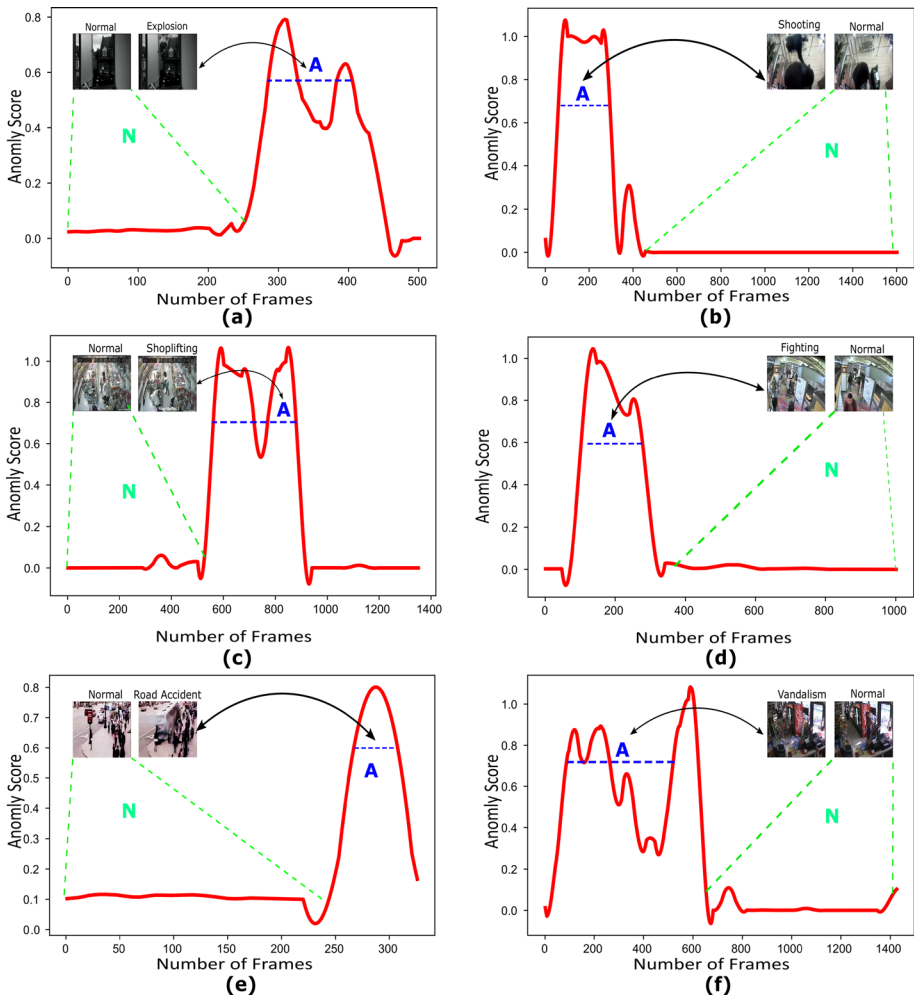 Normal Explosion
A
N
Anomly Score
0.8
0.6
0.4
0.2
0.0
0 100 200 300 400 500
Number of Frames
(a)
Shooting Normal
A
N
Anomly Score
1.0
0.8
0.6
0.4
0.2
0.0
0 200 400 600 800 1000 1200 1400 1600
Number of Frames
(b)
Normal Shoplifting
A
N
Anomly Score
1.0
0.8
0.6
0.4
0.2
0.0
0 200 400 600 800 1000 1200 1400
Number of Frames
(c)
Fighting Normal
A
N
Anomly Score
1.0
0.8
0.6
0.4
0.2
0.0
0 200 400 600 800 1000
Number of Frames
(d)
Normal Road Accident
A
N
Anomly Score
0.8
0.7
0.6
0.5
0.4
0.3
0.2
0.1
0.0
0 50 100 150 200 250 300
Number of Frames
(e)
Vandalism Normal
A
N
Anomly Score
1.0
0.8
0.6
0.4
0.2
0.0
0 200 400 600 800 1000 1200 1400
Number of Frames
(f)